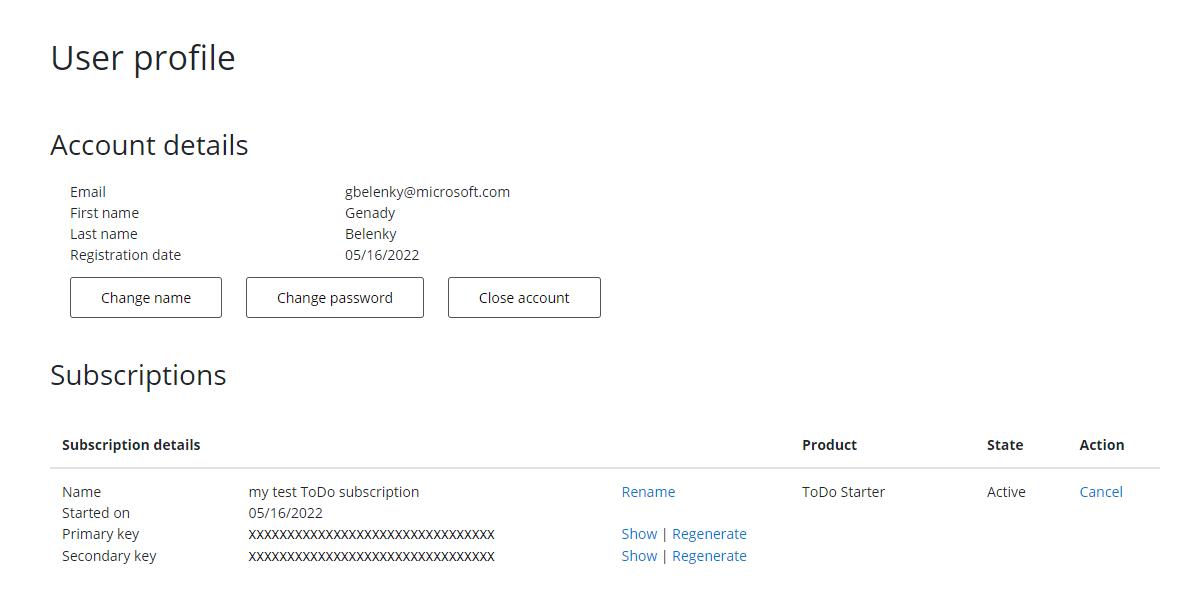 User profile
Account details
Email gbelenky@microsoft.com
First name Genady
Last name Belenky
Registration date 05/16/2022
Change name Change password Close account
Subscriptions
Subscription details Product State Action
Name my test ToDo subscription Rename ToDo Starter Active Cancel
Started on 05/16/2022
Primary key XXXXXXXXXXXXXXXXXXXXXXXXXXXXXXXX Show | Regenerate
Secondary key XXXXXXXXXXXXXXXXXXXXXXXXXXXXXXXX Show | Regenerate